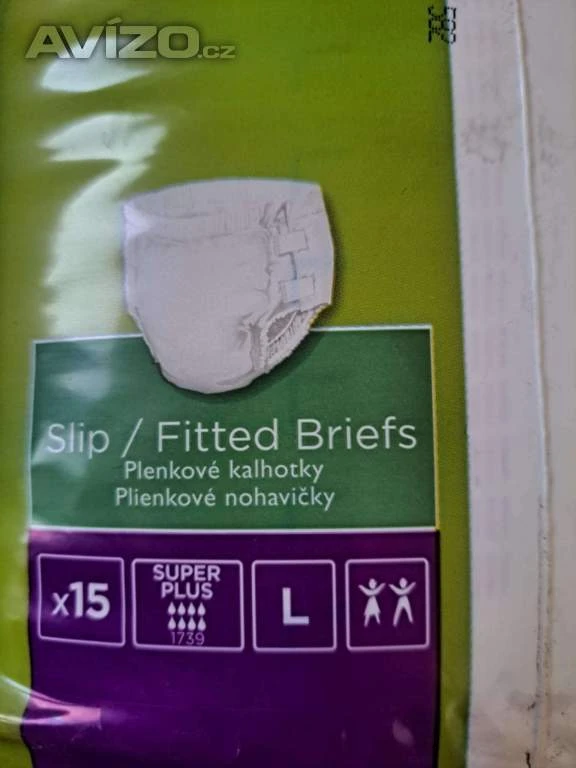 AVÍZO.cz
Slip / Fitted Briefs
Plenkové kalhotky
Plienkové nohavičky
x15
SUPER
PLUS
1739
L